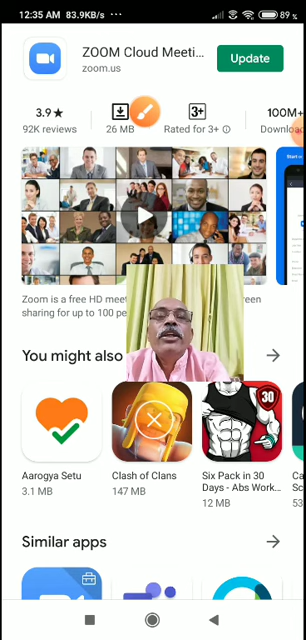 12:35 AM 83.9KB/s ...
89 %
ZOOM Cloud Meeti...
zoom.us
Update
3.9★
92K reviews
26 MB
3+
Rated for 3+
100M+
Downloa
Zoom is a free HD meet
een
sharing for up to 100 pe
You might also
Aarogya Setu
3.1 MB
Clash of Clans
147 MB
30
Six Pack in 30
Days - Abs Work...
12 MB
Ca
Sc
Similar apps